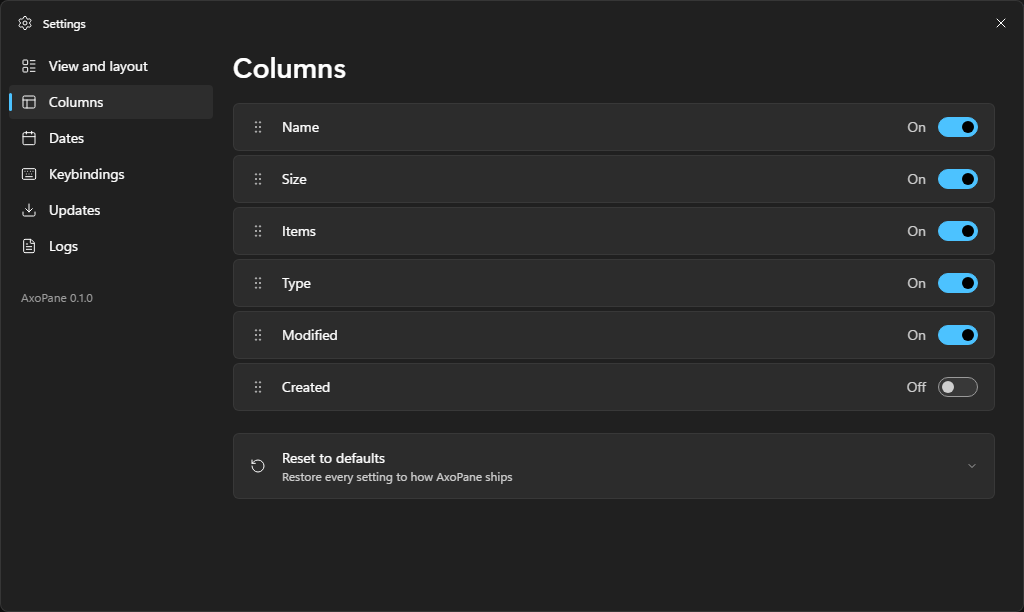 Settings
View and layout
Columns
Dates
Keybindings
Updates
Logs
AxoPane 0.1.0
Columns
Name On
Size On
Items On
Type On
Modified On
Created Off
Reset to defaults
Restore every setting to how AxoPane ships